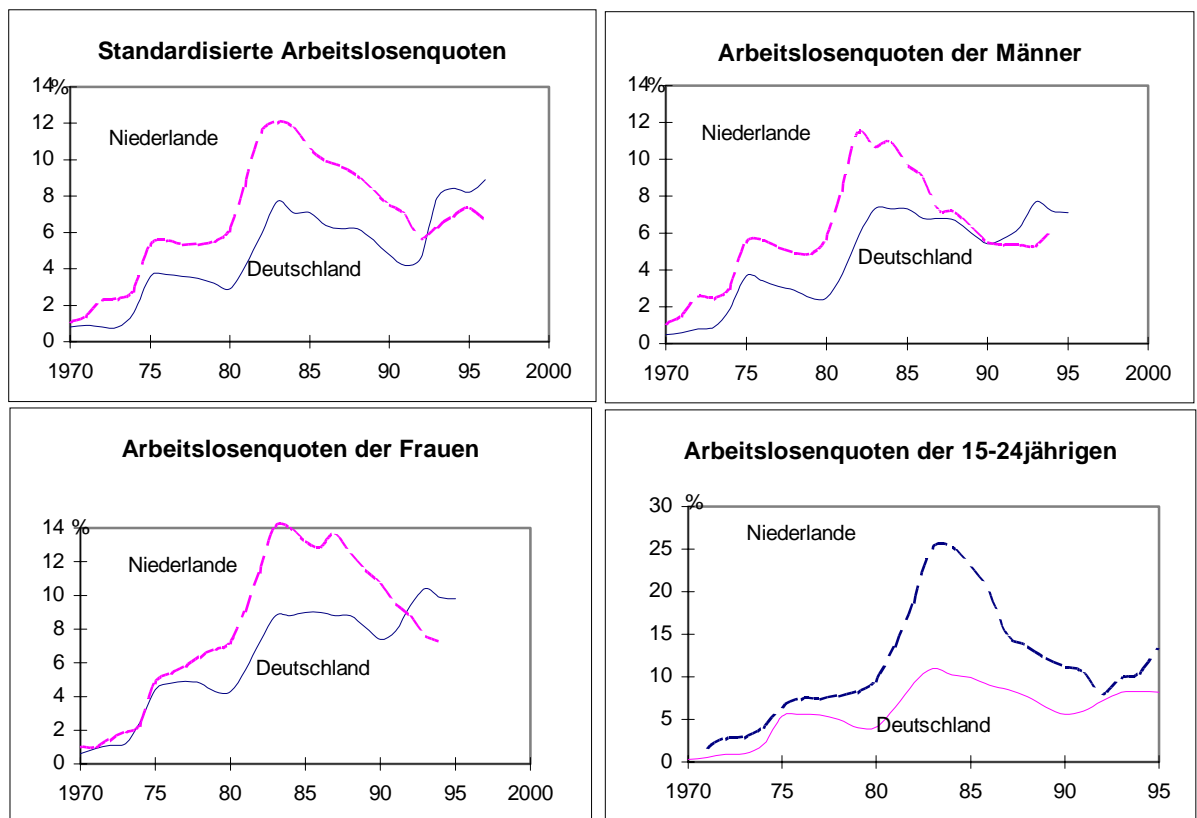 Standardisierte Arbeitslosenquoten
14%
12
10
8
6
4
2
0
Niederlande
Deutschland
1970 75 80 85 90 95 2000
Arbeitslosenquoten der Männer
14%
12
10
8
6
4
2
0
Niederlande
Deutschland
1970 75 80 85 90 95 2000
Arbeitslosenquoten der Frauen
14 %
12
10
8
6
4
2
0
Niederlande
Deutschland
1970 75 80 85 90 95 2000
Arbeitslosenquoten der 15-24jährigen
30 %
25
20
15
10
5
0
Niederlande
Deutschland
1970 75 80 85 90 95